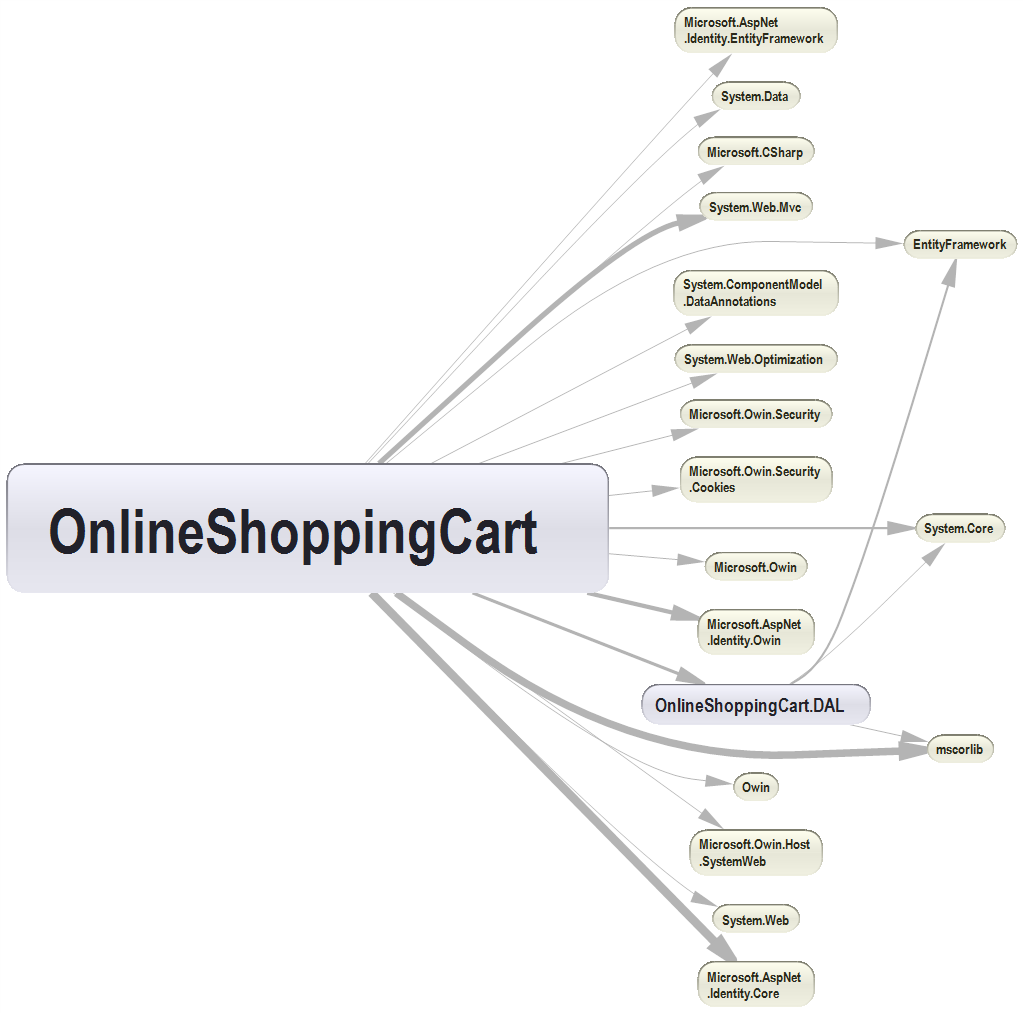 Microsoft.AspNet
.Identity.EntityFramework
System.Data
Microsoft.CSharp
System.Web.Mvc
EntityFramework
System.ComponentModel
.DataAnnotations
System.Web.Optimization
Microsoft.Owin.Security
Microsoft.Owin.Security
.Cookies
OnlineShoppingCart
System.Core
Microsoft.Owin
Microsoft.AspNet
.Identity.Owin
OnlineShoppingCart.DAL
mscorlib
Owin
Microsoft.Owin.Host
.SystemWeb
System.Web
Microsoft.AspNet
.Identity.Core